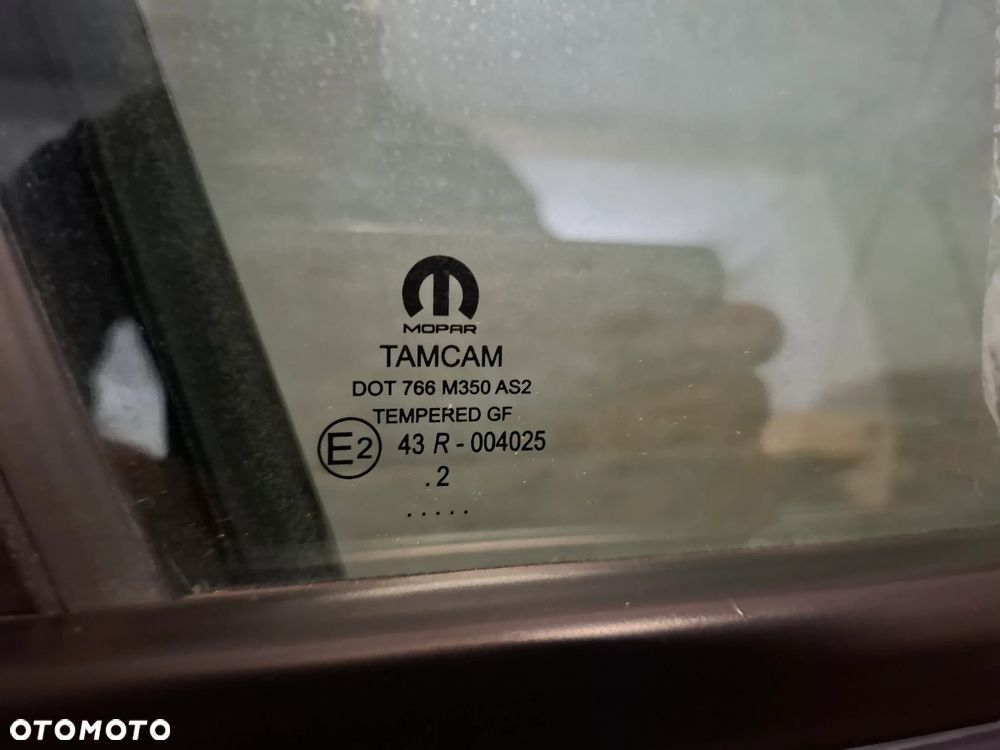 MOPAR
TAMCAM
DOT 766 M350 AS2
TEMPERED GF
E2 43 R - 004025
.2
.....
OTOMOTO